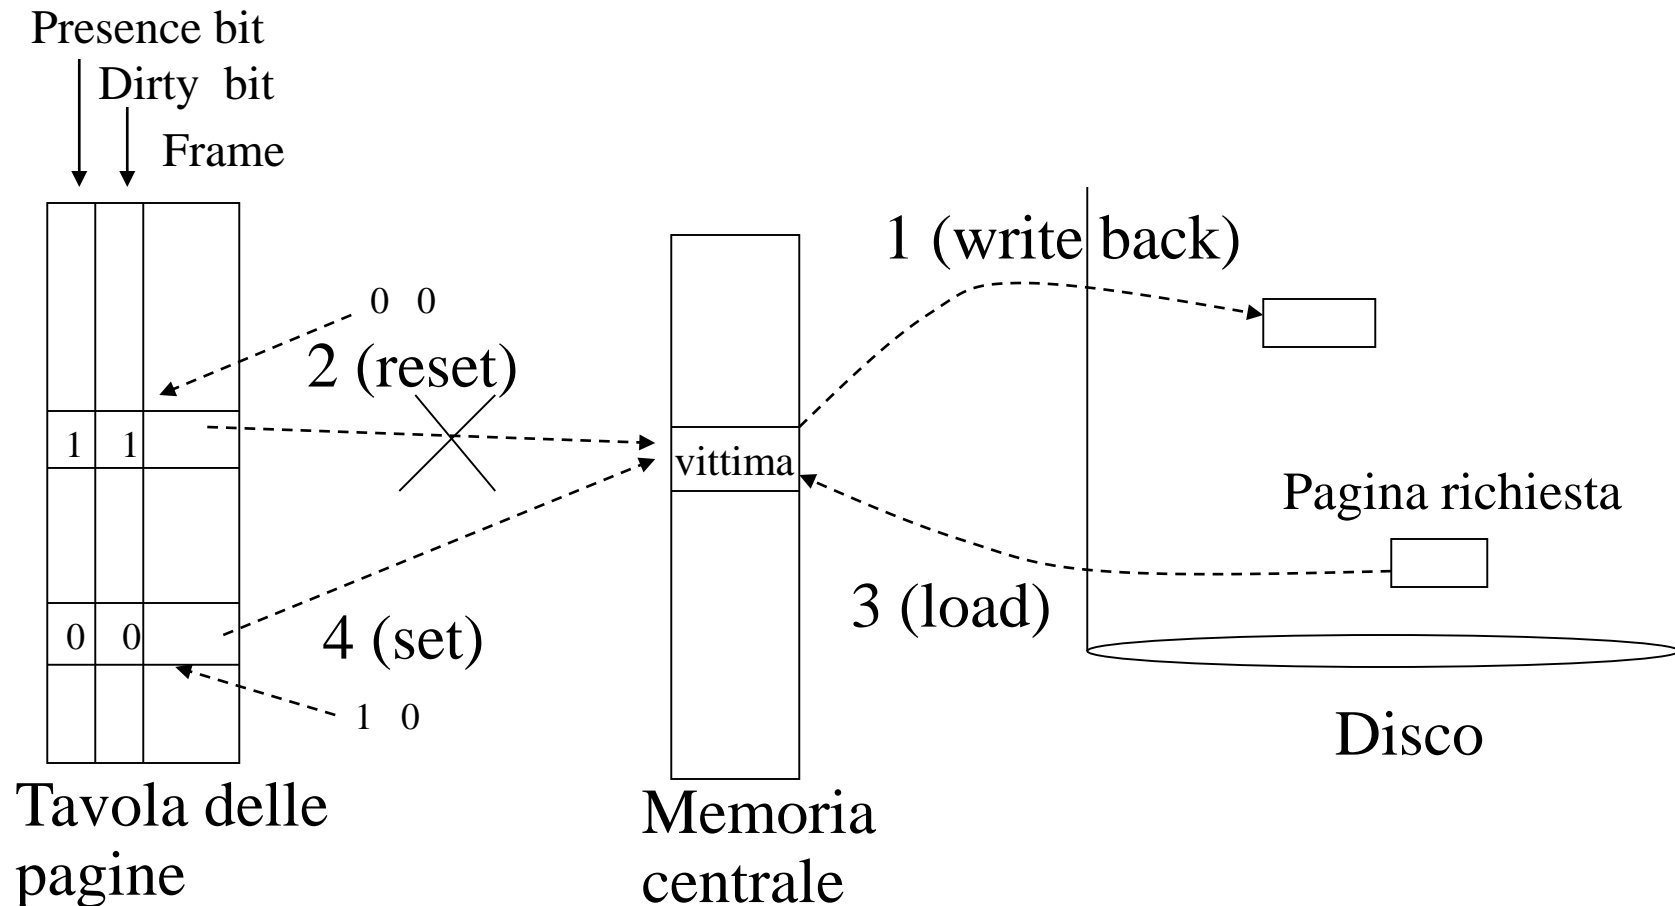 Presence bit
Dirty bit
Frame
1 (write back)
0 0
2 (reset)
1 1
vittima
Pagina richiesta
3 (load)
0 0
4 (set)
1 0
Disco
Tavola delle
pagine
Memoria
centrale